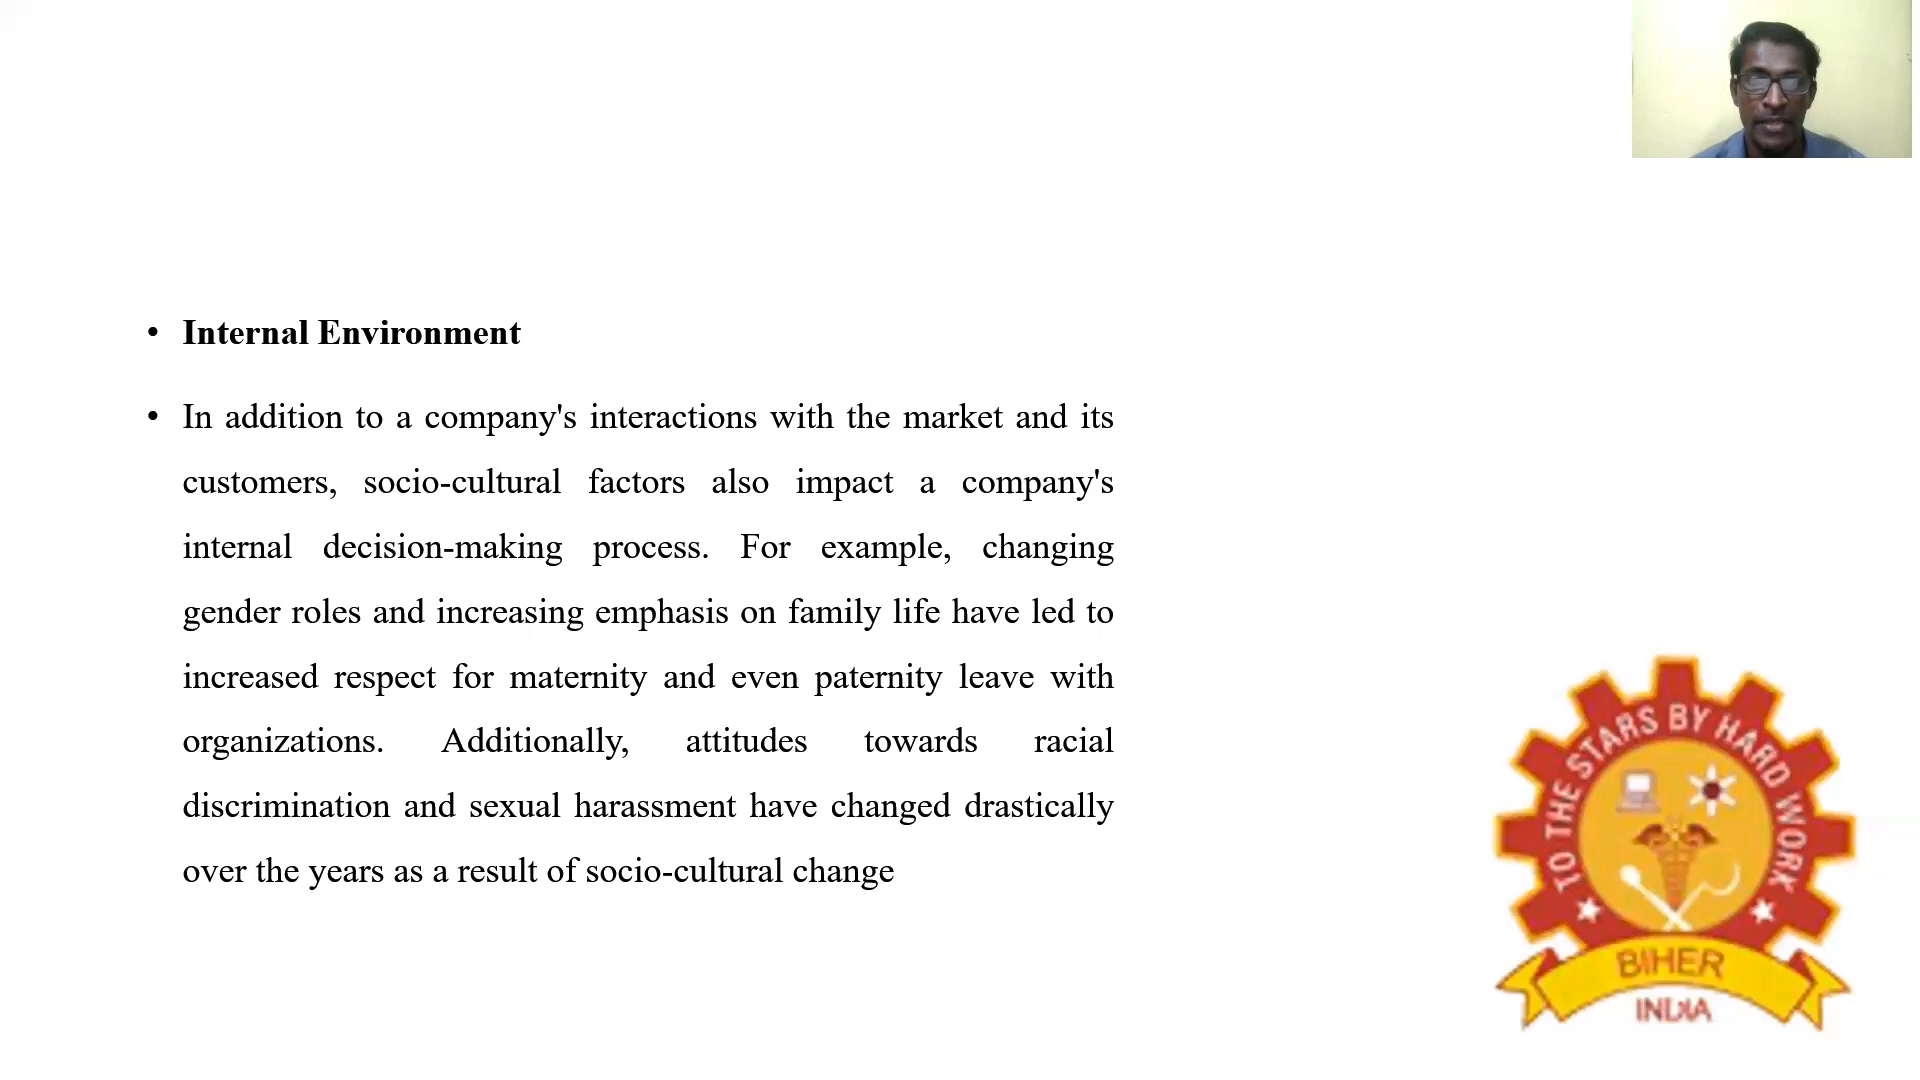 • Internal Environment
• In addition to a company's interactions with the market and its
customers, socio-cultural factors also impact a company's
internal decision-making process. For example, changing
gender roles and increasing emphasis on family life have led to
increased respect for maternity and even paternity leave with
organizations. Additionally, attitudes towards racial
discrimination and sexual harassment have changed drastically
over the years as a result of socio-cultural change
TO THE STARS BY HARD WORK
BIHER
INDIA